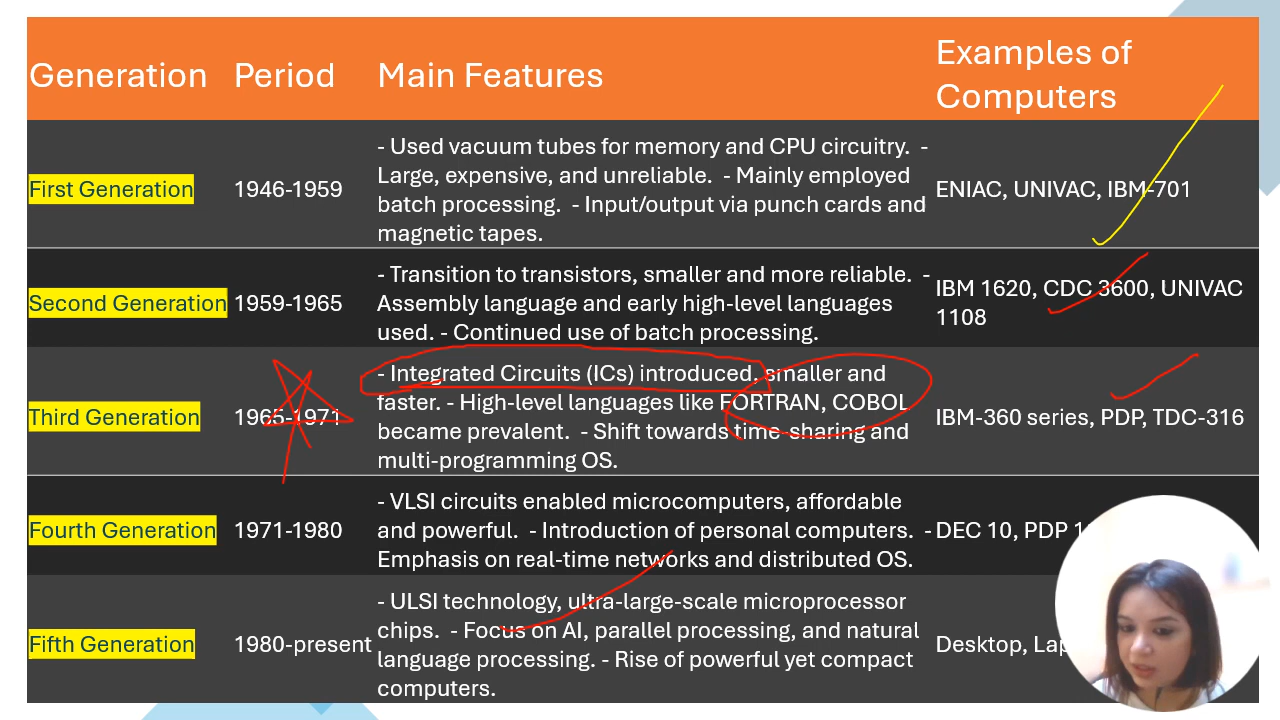 Generation Period Main Features Examples of
Computers
First Generation 1946-1959
- Used vacuum tubes for memory and CPU circuitry. -
Large, expensive, and unreliable. - Mainly employed
batch processing. - Input/output via punch cards and
magnetic tapes.
ENIAC, UNIVAC, IBM-701
Second Generation 1959-1965
- Transition to transistors, smaller and more reliable. -
Assembly language and early high-level languages
used. - Continued use of batch processing.
IBM 1620, CDC 3600, UNIVAC
1108
Third Generation 1965-1971
- Integrated Circuits (ICs) introduced, smaller and
faster. - High-level languages like FORTRAN, COBOL
became prevalent. - Shift towards time-sharing and
multi-programming OS.
IBM-360 series, PDP, TDC-316
Fourth Generation 1971-1980
- VLSI circuits enabled microcomputers, affordable
and powerful. - Introduction of personal computers. -
Emphasis on real-time networks and distributed OS.
DEC 10, PDP
Fifth Generation 1980-present
- ULSI technology, ultra-large-scale microprocessor
chips. - Focus on AI, parallel processing, and natural
language processing. - Rise of powerful yet compact
computers.
Desktop,